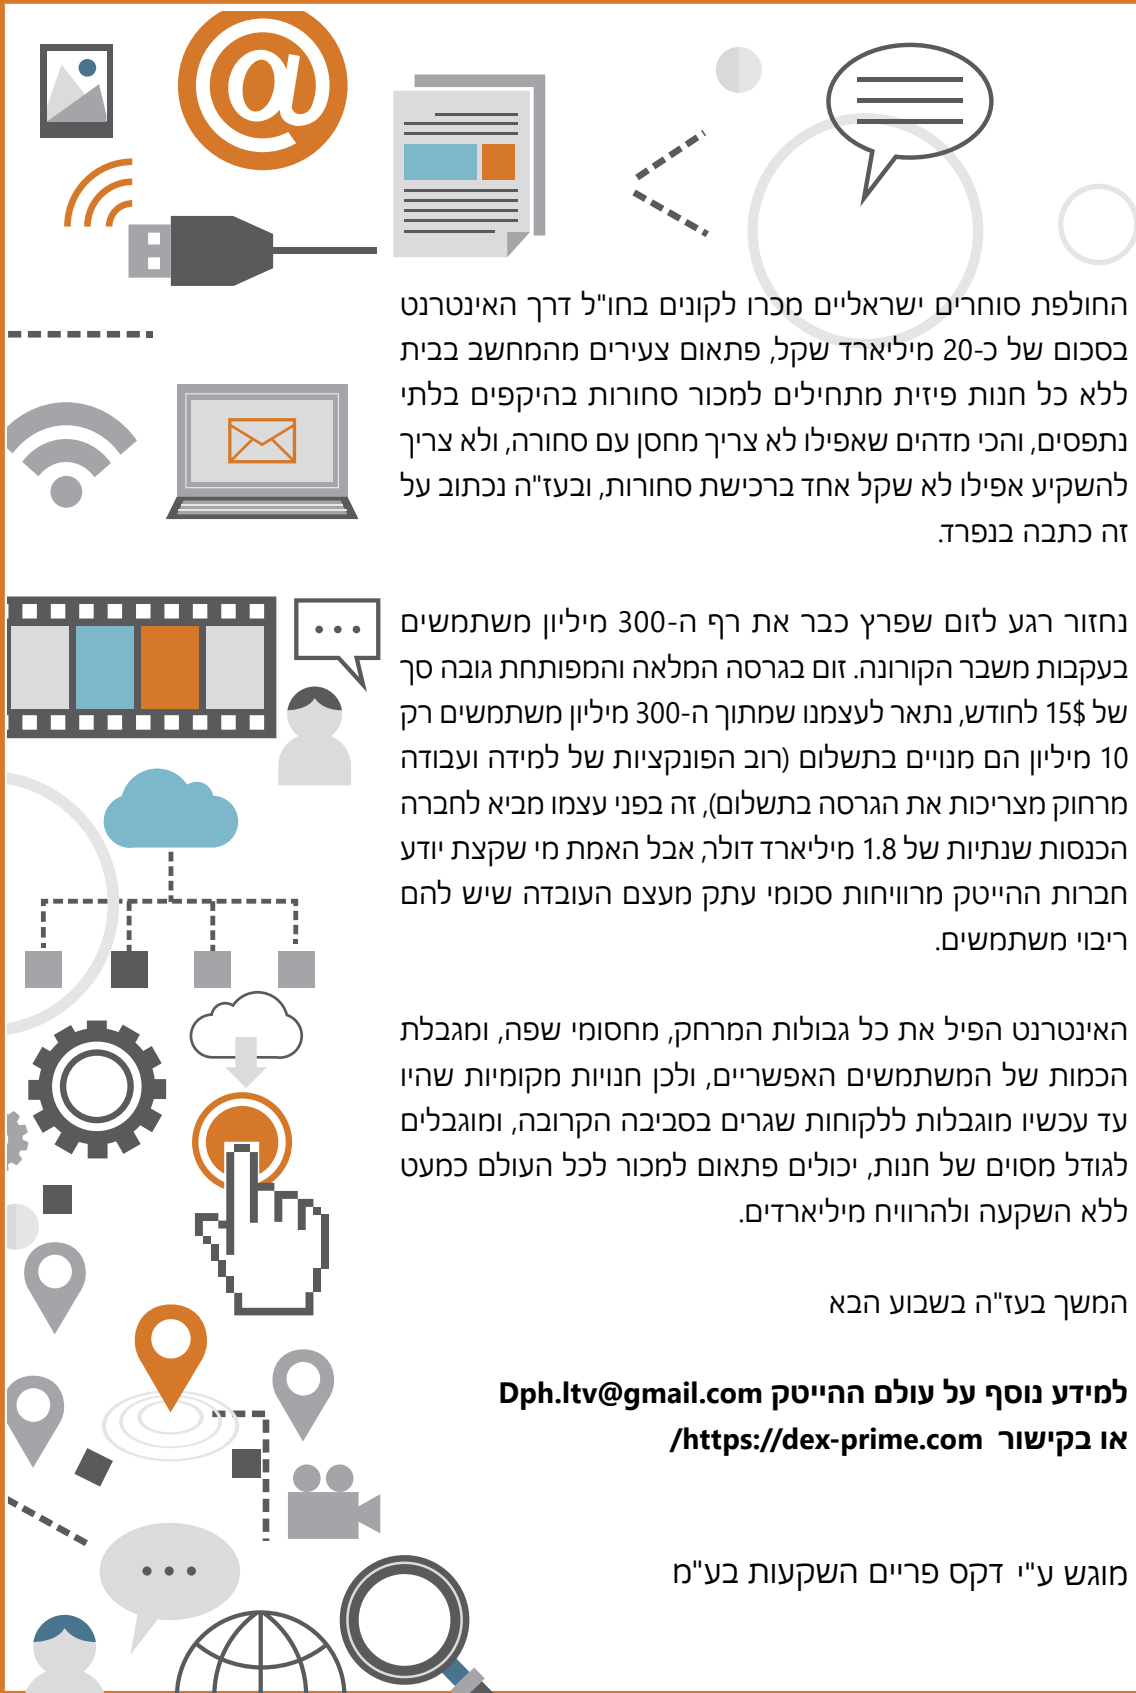 החולפת סוחרים ישראליים מכרו לקונים בחו"ל דרך האינטרנט
בסכום של כ-20 מיליארד שקל, פתאום צעירים מהמחשב בבית
ללא כל חנות פיזית מתחילים למכור סחורות בהיקפים בלתי
נתפסים, והכי מדהים שאפילו לא צריך מחסן עם סחורה, ולא צריך
להשקיע אפילו לא שקל אחד ברכישת סחורות, ובעז"ה נכתוב על
זה כתבה בנפרד.
נחזור רגע לזום שפרץ כבר את רף ה-300 מיליון משתמשים
בעקבות משבר הקורונה. זום בגרסה המלאה והמפותחת גובה סך
של 15$ לחודש, נתאר לעצמנו שמתוך ה-300 מיליון משתמשים רק
10 מיליון הם מנויים בתשלום (רוב הפונקציות של למידה ועבודה
מרחוק מצריכות את הגרסה בתשלום), זה בפני עצמו מביא לחברה
הכנסות שנתיות של 1.8 מיליארד דולר, אבל האמת מי שקצת יודע
חברות ההייטק מרוויחות סכומי עתק מעצם העובדה שיש להם
ריבוי משתמשים.
האינטרנט הפיל את כל גבולות המרחק, מחסומי שפה, ומגבלת
הכמות של המשתמשים האפשריים, ולכן חנויות מקומיות שהיו
עד עכשיו מוגבלות ללקוחות שגרים בסביבה הקרובה, ומוגבלים
לגודל מסוים של חנות, יכולים פתאום למכור לכל העולם כמעט
ללא השקעה ולהרוויח מיליארדים.
המשך בעז"ה בשבוע הבא
למידע נוסף על עולם ההייטק Dph.ltv@gmail.com
או בקישור https://dex-prime.com/
מוגש ע"י דקס פריים השקעות בע"מ